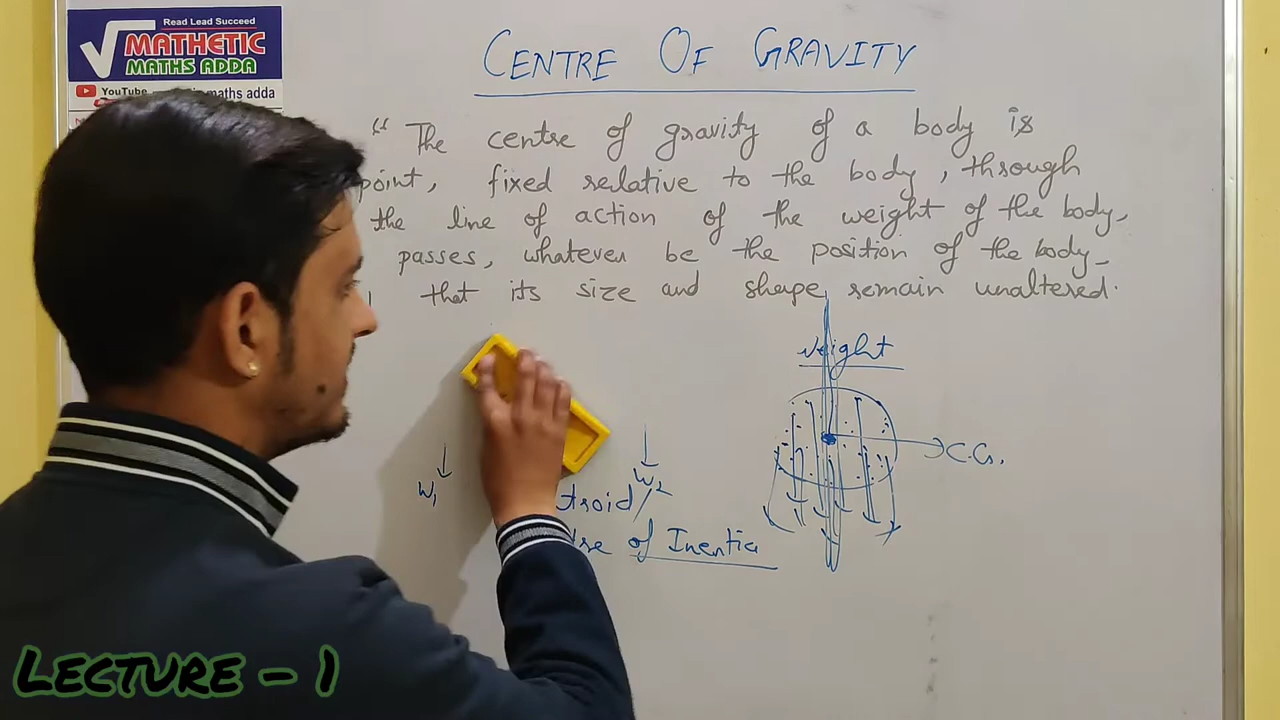 Read Lead Succeed
MATHETIC
MATHS ADDA
YouTube maths adda
CENTRE OF GRAVITY
" The centre of gravity of a body is
point, fixed relative to the body, through
the line of action of the weight of the body,
passes, whatever be the position of the body
that its size and shape remain unaltered.
weight
C.G.
W1
W2
troid/
of Inertia
LECTURE - 1